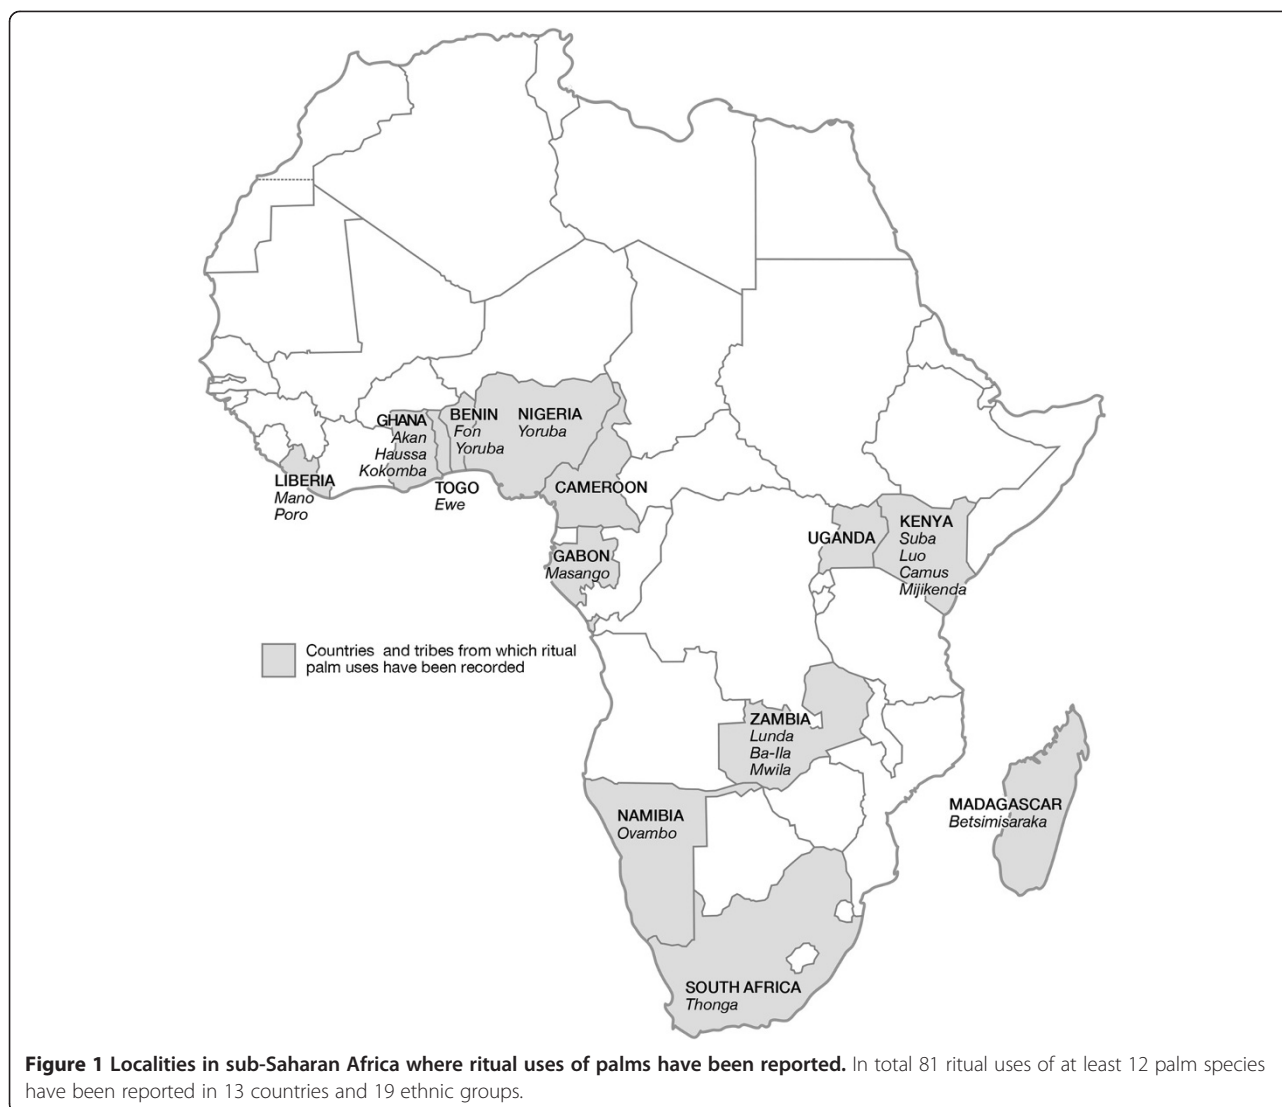 GHANA
Akan
Haussa
Kokomba
BENIN
Fon
Yoruba
NIGERIA
Yoruba
LIBERIA
Mano
Poro
TOGO
Ewe
CAMEROON
GABON
Masango
UGANDA
KENYA
Suba
Luo
Camus
Mijikenda
Countries and tribes from which ritual
palm uses have been recorded
ZAMBIA
Lunda
Ba-Ila
Mwila
NAMIBIA
Ovambo
MADAGASCAR
Betsimisaraka
SOUTH AFRICA
Thonga
Figure 1 Localities in sub-Saharan Africa where ritual uses of palms have been reported. In total 81 ritual uses of at least 12 palm species
have been reported in 13 countries and 19 ethnic groups.